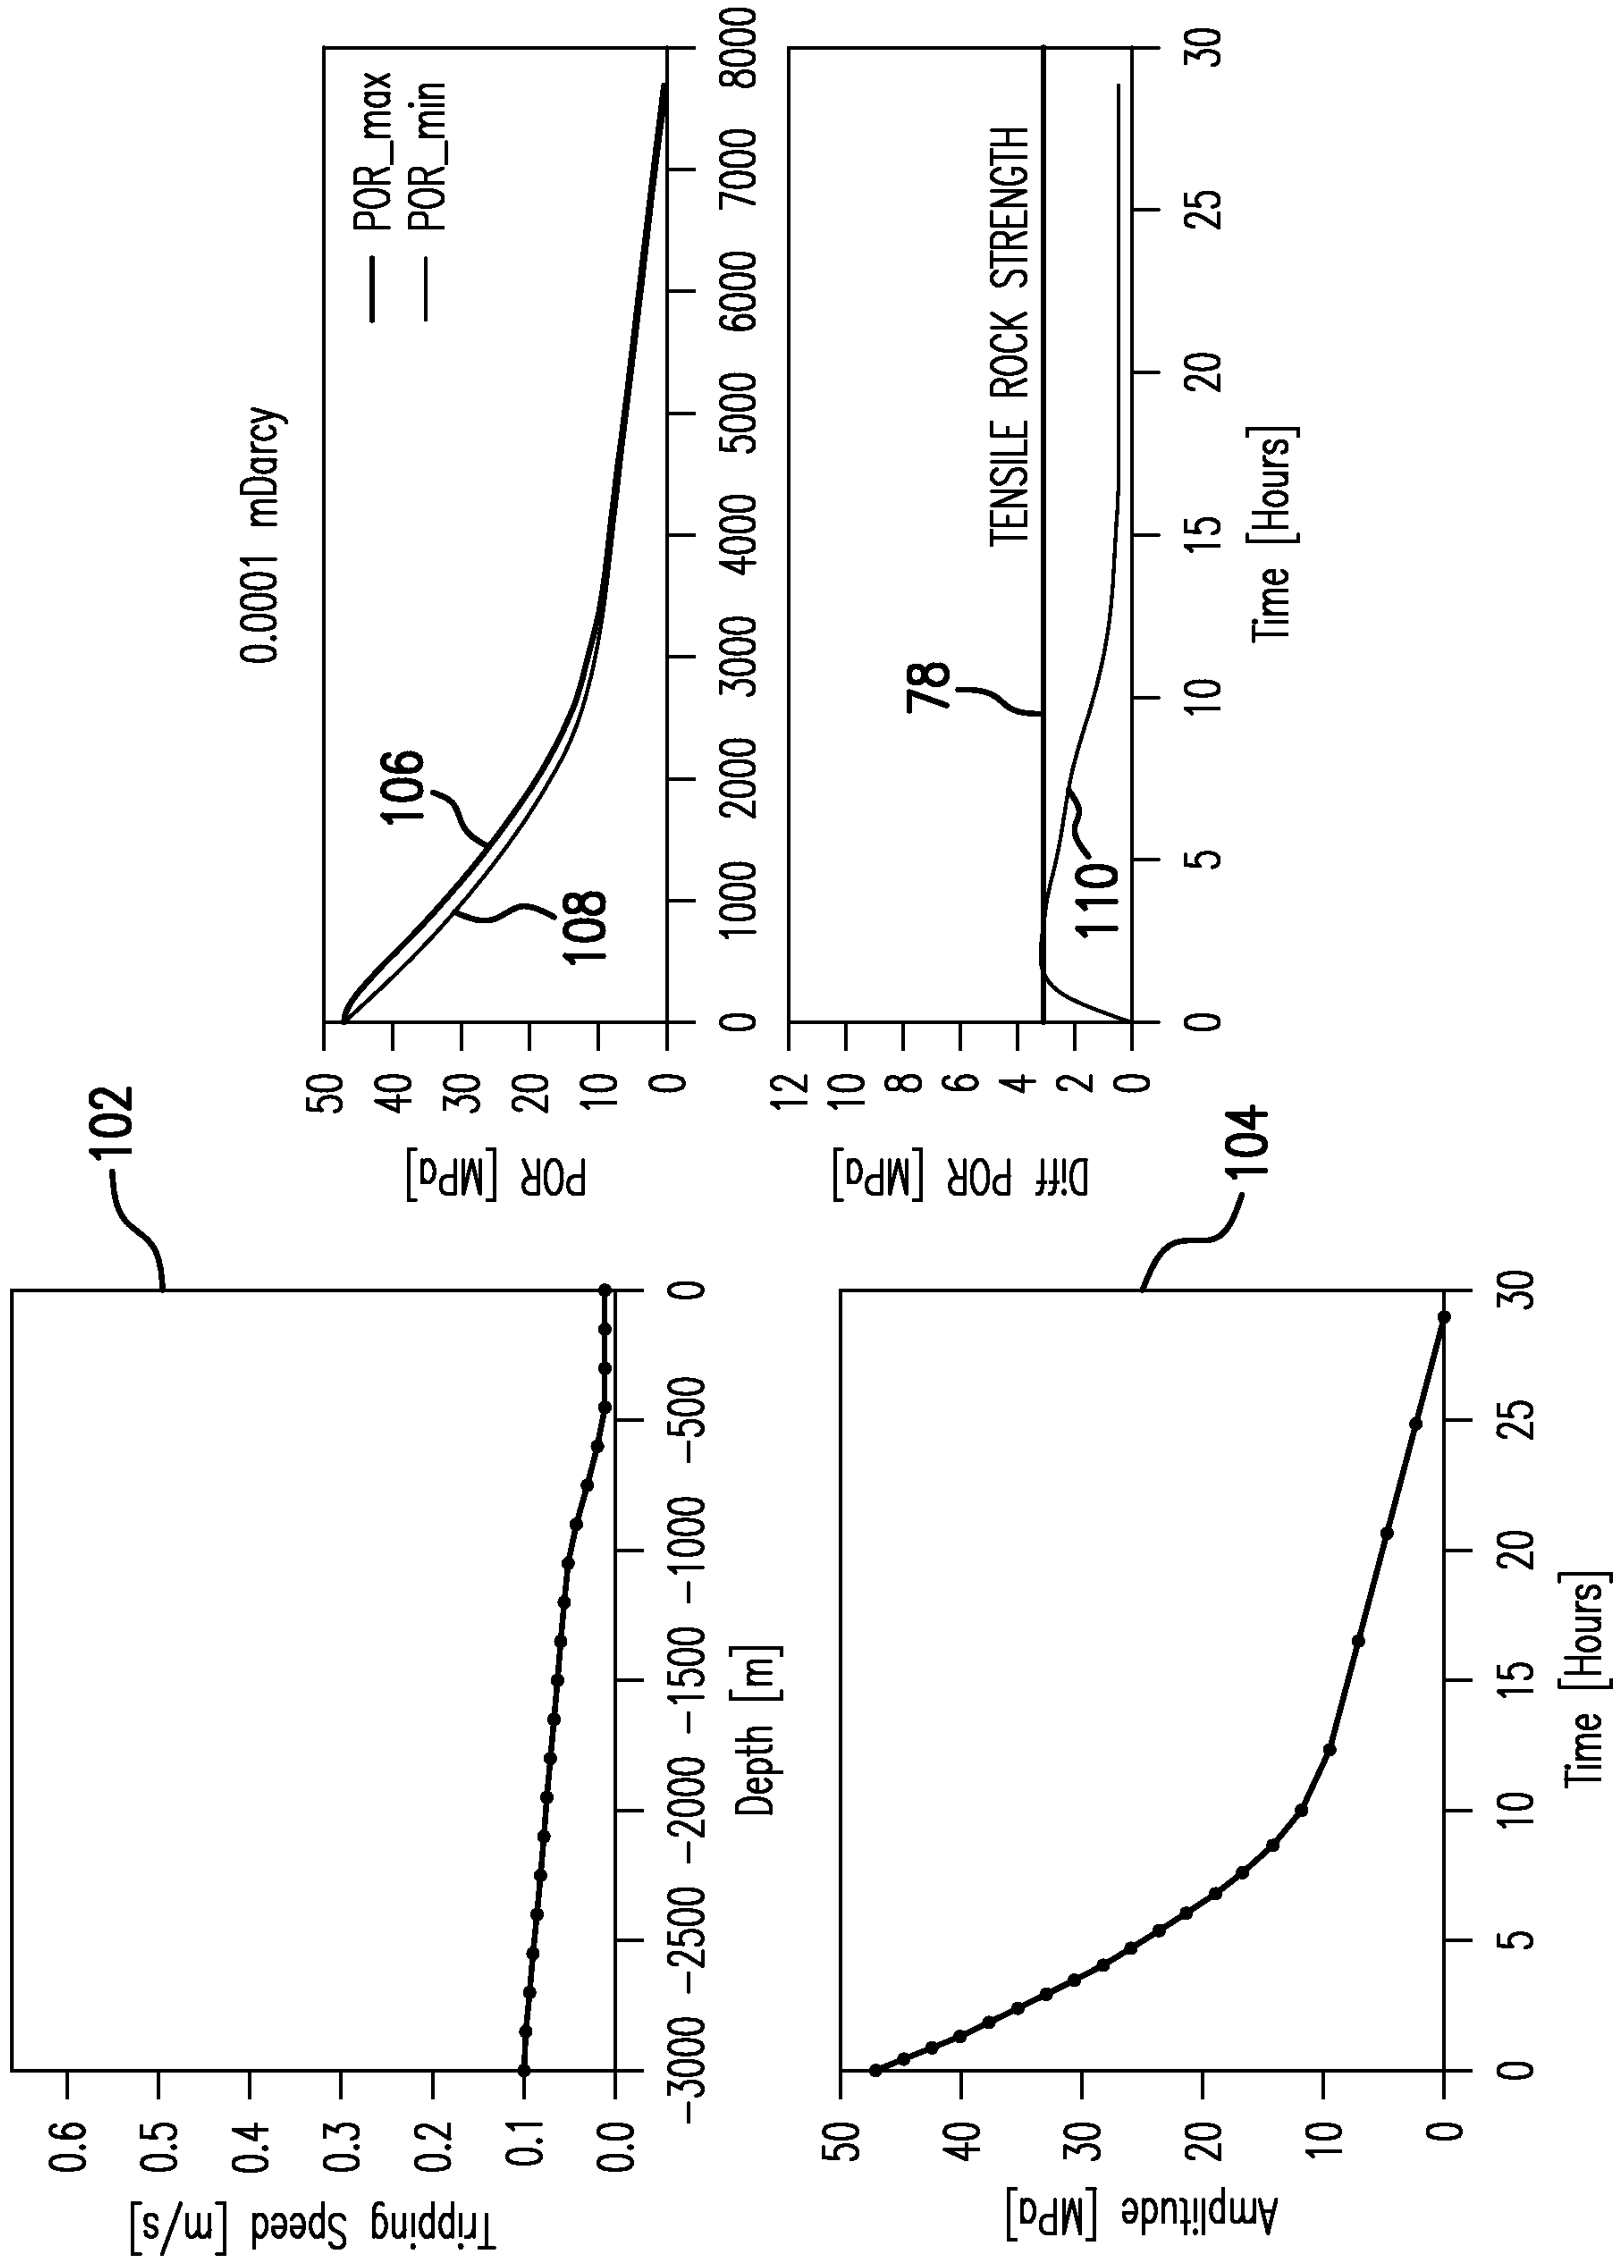 102
0.6
0.5
0.4
0.3
0.2
0.1
0.0
Tripping Speed [m/s]
-3000 -2500 -2000 -1500 -1000 -500 0
Depth [m]
104
50
40
30
20
10
0
Amplitude [MPa]
0 5 10 15 20 25 30
Time [Hours]
0.0001 mDarcy
POR_max
POR_min
106
108
50
40
30
20
10
0
POR [MPa]
0 1000 2000 3000 4000 5000 6000 7000 8000
TENSILE ROCK STRENGTH
78
110
12
10
8
6
4
2
0
Diff POR [MPa]
0 5 10 15 20 25 30
Time [Hours]